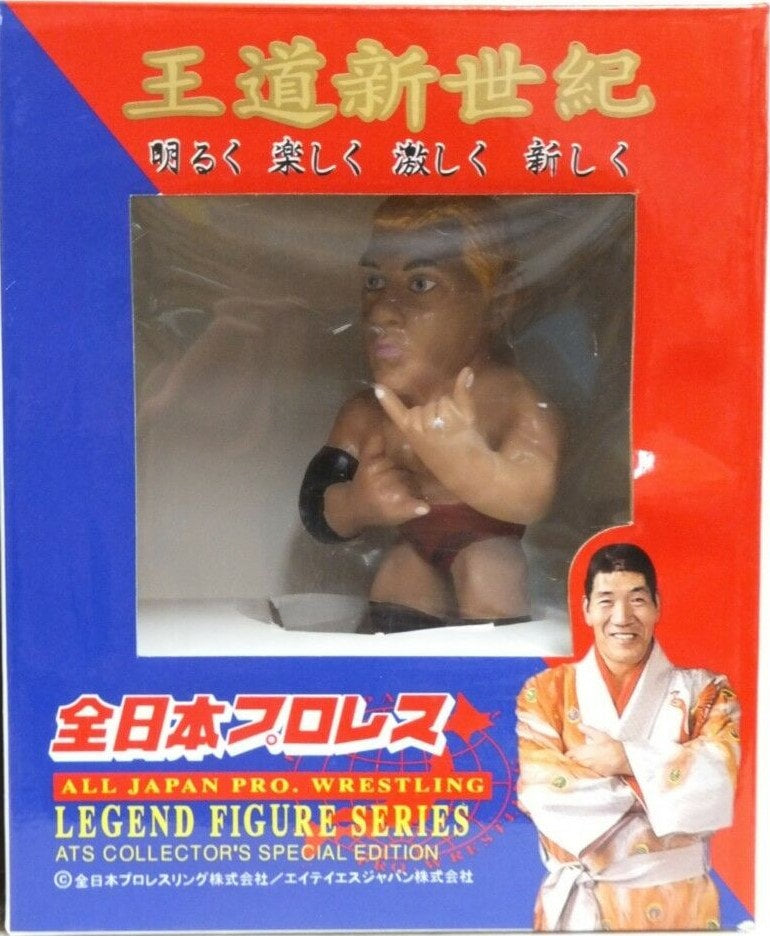 王道新世紀
明るく 楽しく 激しく 新しく
全日本プロレス
ALL JAPAN PRO. WRESTLING
LEGEND FIGURE SERIES
ATS COLLECTOR'S SPECIAL EDITION
©全日本プロレスリング株式会社/エイテイエスジャパン株式会社